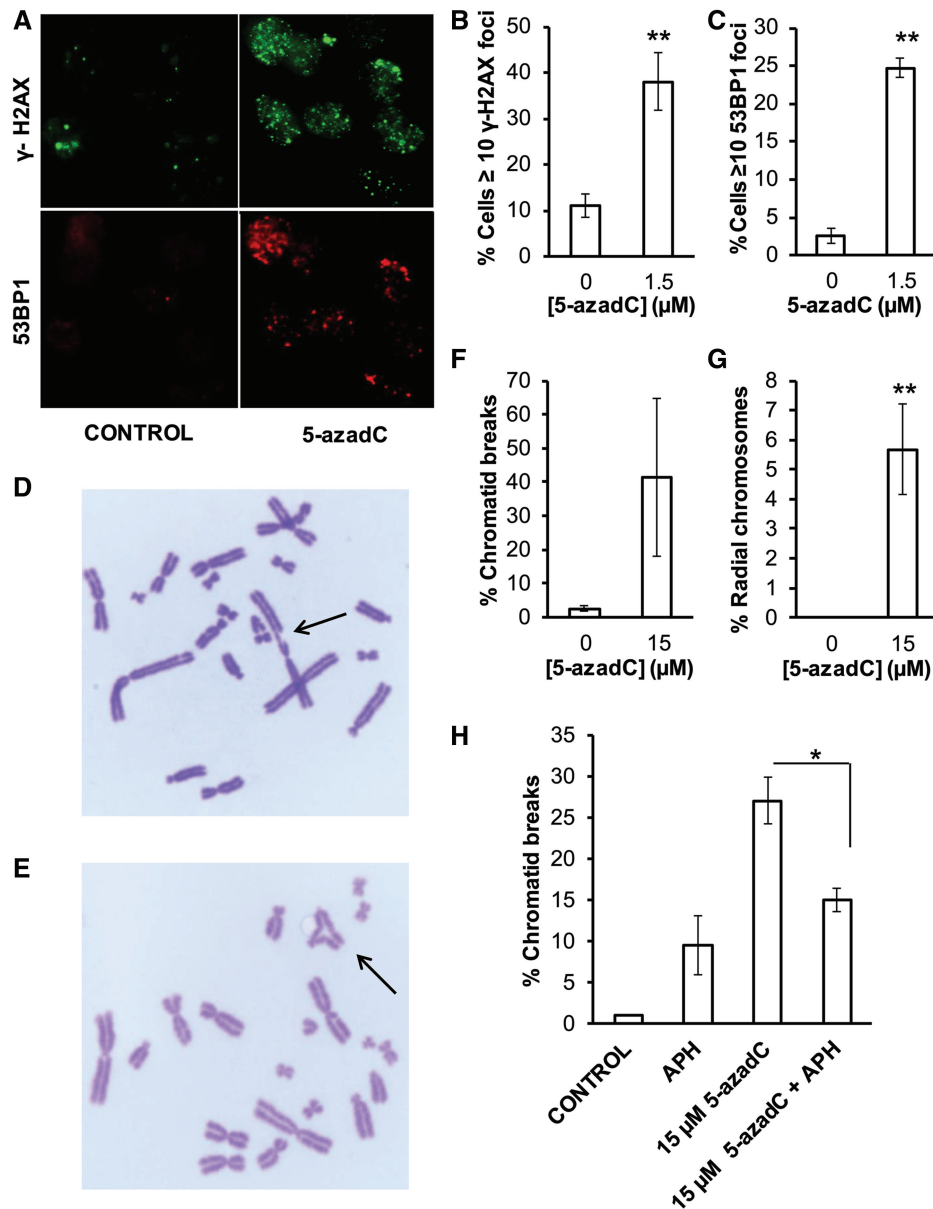 A
γ- H2AX
53BP1
CONTROL
5-azadC
B
% Cells ≥ 10 γ-H2AX foci
50
40
30
20
10
0
**
0
1.5
[5-azadC] (µM)
C
% Cells ≥10 53BP1 foci
30
25
20
15
10
5
0
**
0
1.5
5-azadC (µM)
D
E
F
% Chromatid breaks
70
60
50
40
30
20
10
0
0
15
[5-azadC] (µM)
G
% Radial chromosomes
8
7
6
5
4
3
2
1
0
**
0
15
[5-azadC] (µM)
H
% Chromatid breaks
35
30
25
20
15
10
5
0
*
CONTROL
APH
15 µM 5-azadC
15 µM 5-azadC + APH